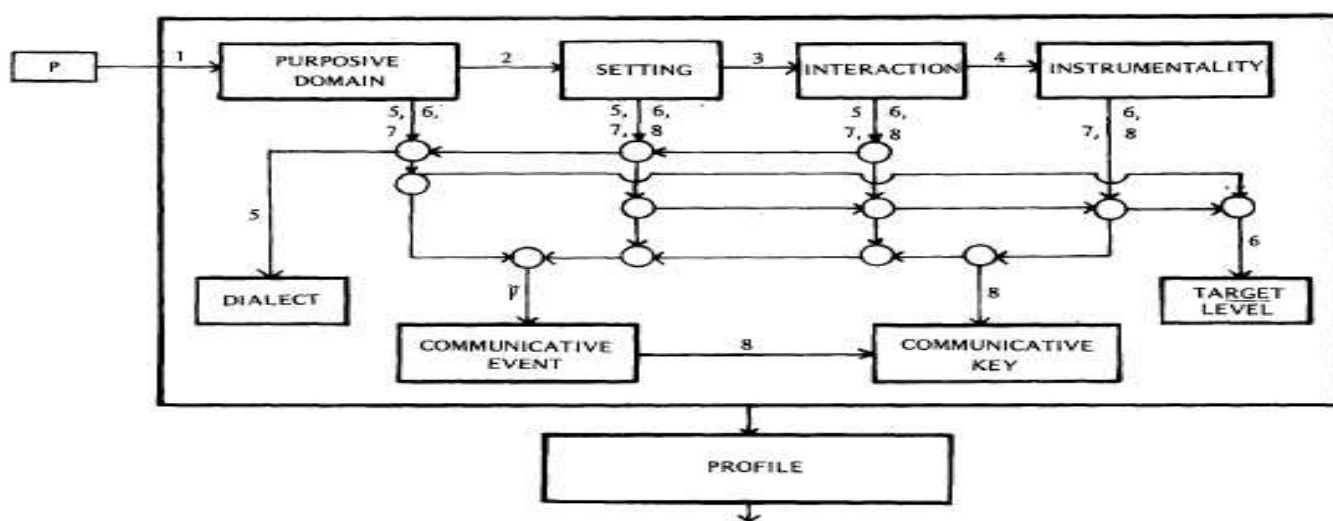 P
1
PURPOSIVE
DOMAIN
2
SETTING
3
INTERACTION
4
INSTRUMENTALITY
5, 6,
7
5, 6,
7, 8
5 6,
7, 8
6,
7, 8
5
6
DIALECT
8
TARGET
LEVEL
COMMUNICATIVE
EVENT
8
COMMUNICATIVE
KEY
PROFILE